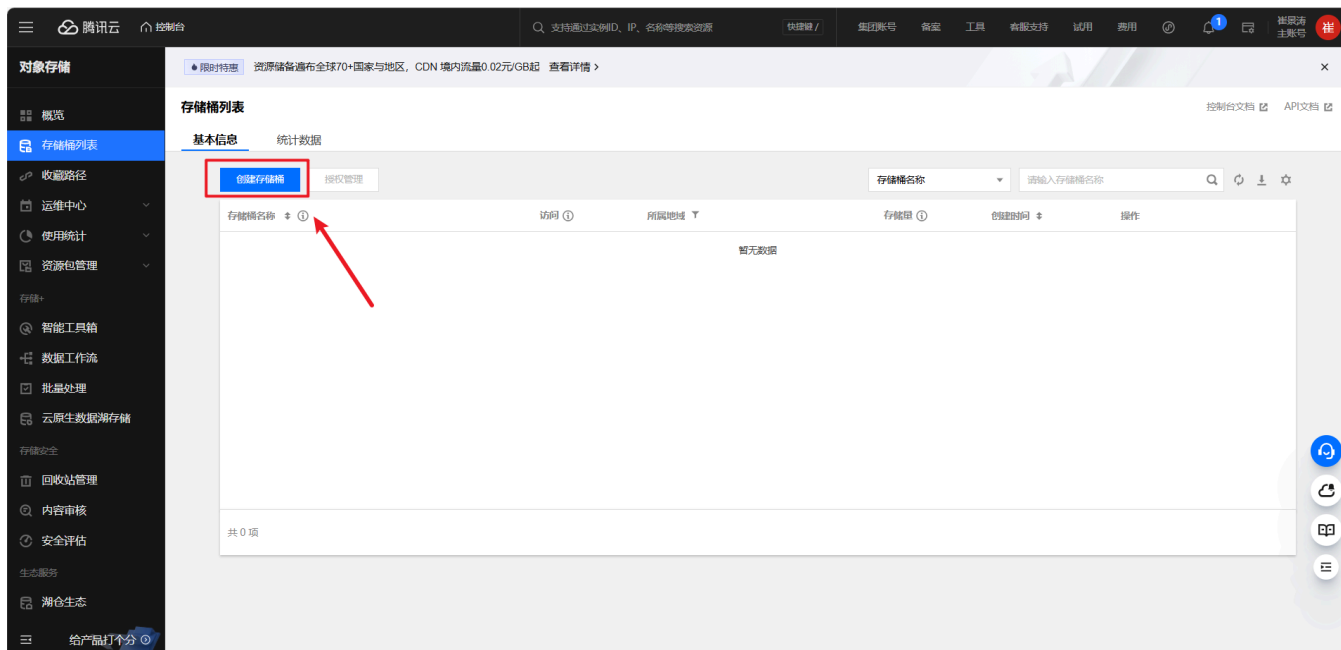 腾讯云 控制台 支持通过实例ID、IP、名称等搜索资源 快捷键 / 集团账号 备案 工具 客服支持 试用 费用 1 崔景涛 崔
主账号
对象存储
限时特惠 资源储备遍布全球70+国家与地区，CDN 境内流量0.02元/GB起 查看详情 >
存储桶列表
控制台文档 API文档
基本信息 统计数据
概览
存储桶列表
收藏路径
运维中心
使用统计
资源包管理
存储+
智能工具箱
数据工作流
批量处理
云原生数据湖存储
存储安全
回收站管理
内容审核
安全评估
生态服务
湖仓生态
给产品打个分
创建存储桶 授权管理 存储桶名称 请输入存储桶名称
存储桶名称 访问 所属地域 存储量 创建时间 操作
暂无数据
共 0 项